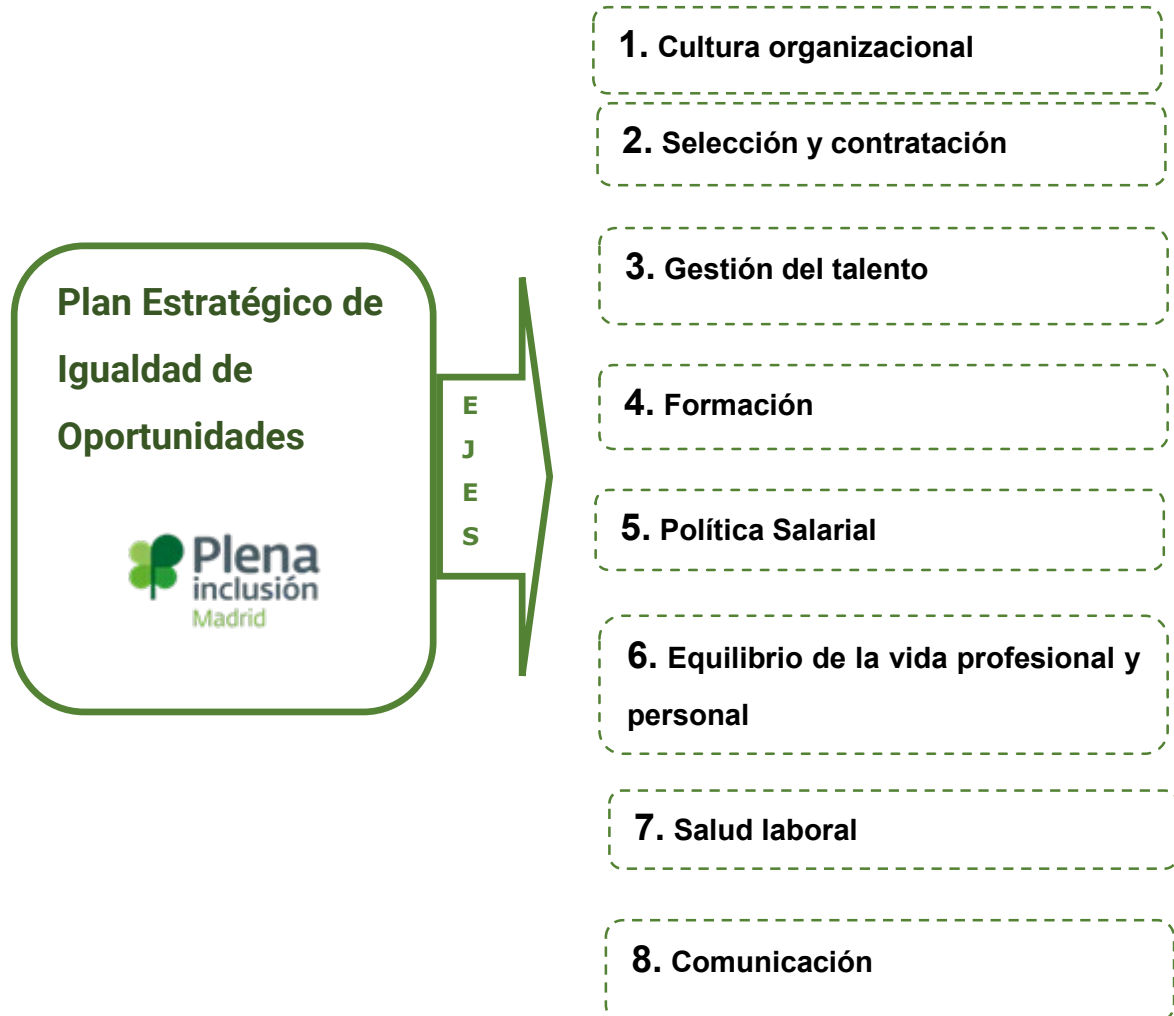 Plan Estratégico de
Igualdad de
Oportunidades
Plena
inclusión
Madrid
E
J
E
S
1. Cultura organizacional
2. Selección y contratación
3. Gestión del talento
4. Formación
5. Política Salarial
6. Equilibrio de la vida profesional y
personal
7. Salud laboral
8. Comunicación